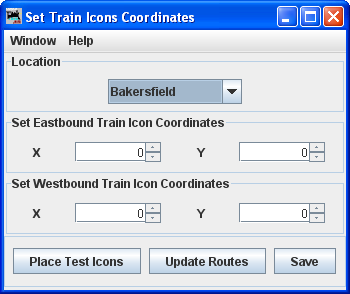 Set Train Icons Coordinates
Window Help
Location
Bakersfield
Set Eastbound Train Icon Coordinates
X 0 Y 0
Set Westbound Train Icon Coordinates
X 0 Y 0
Place Test Icons Update Routes Save